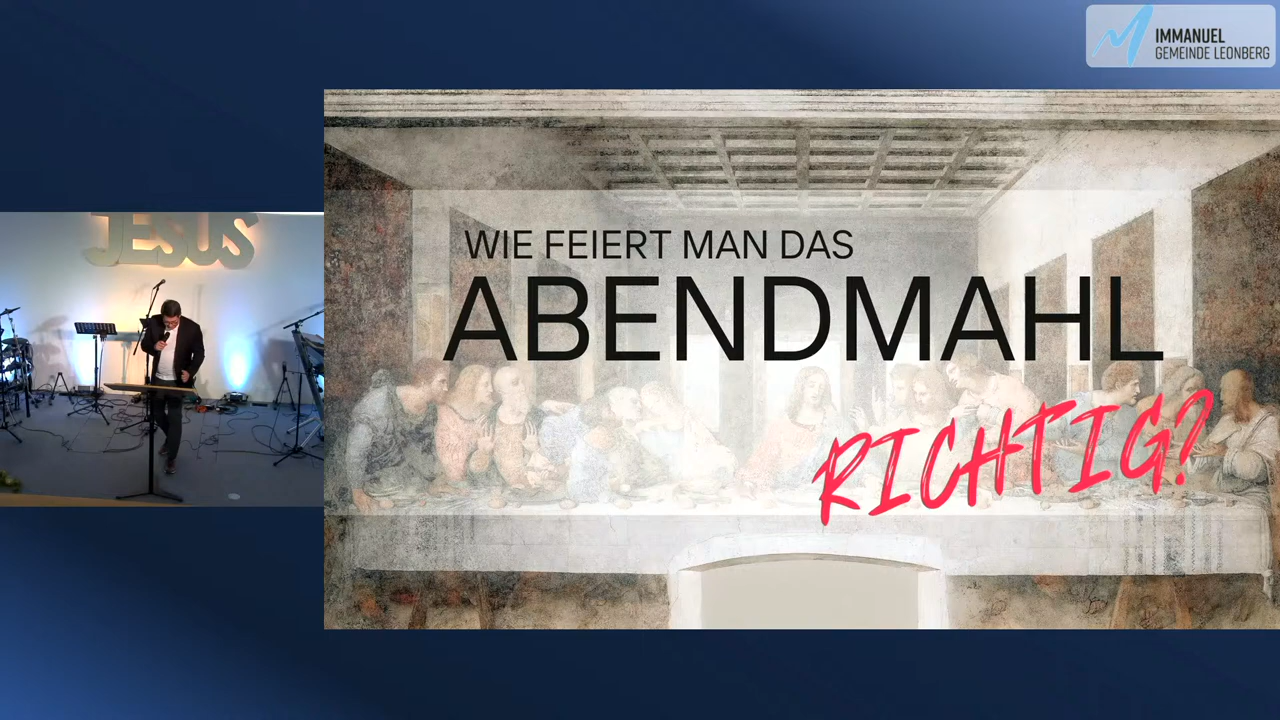 IMMANUEL
GEMEINDE LEONBERG
JESUS
WIE FEIERT MAN DAS
ABENDMAHL
RICHTIG?